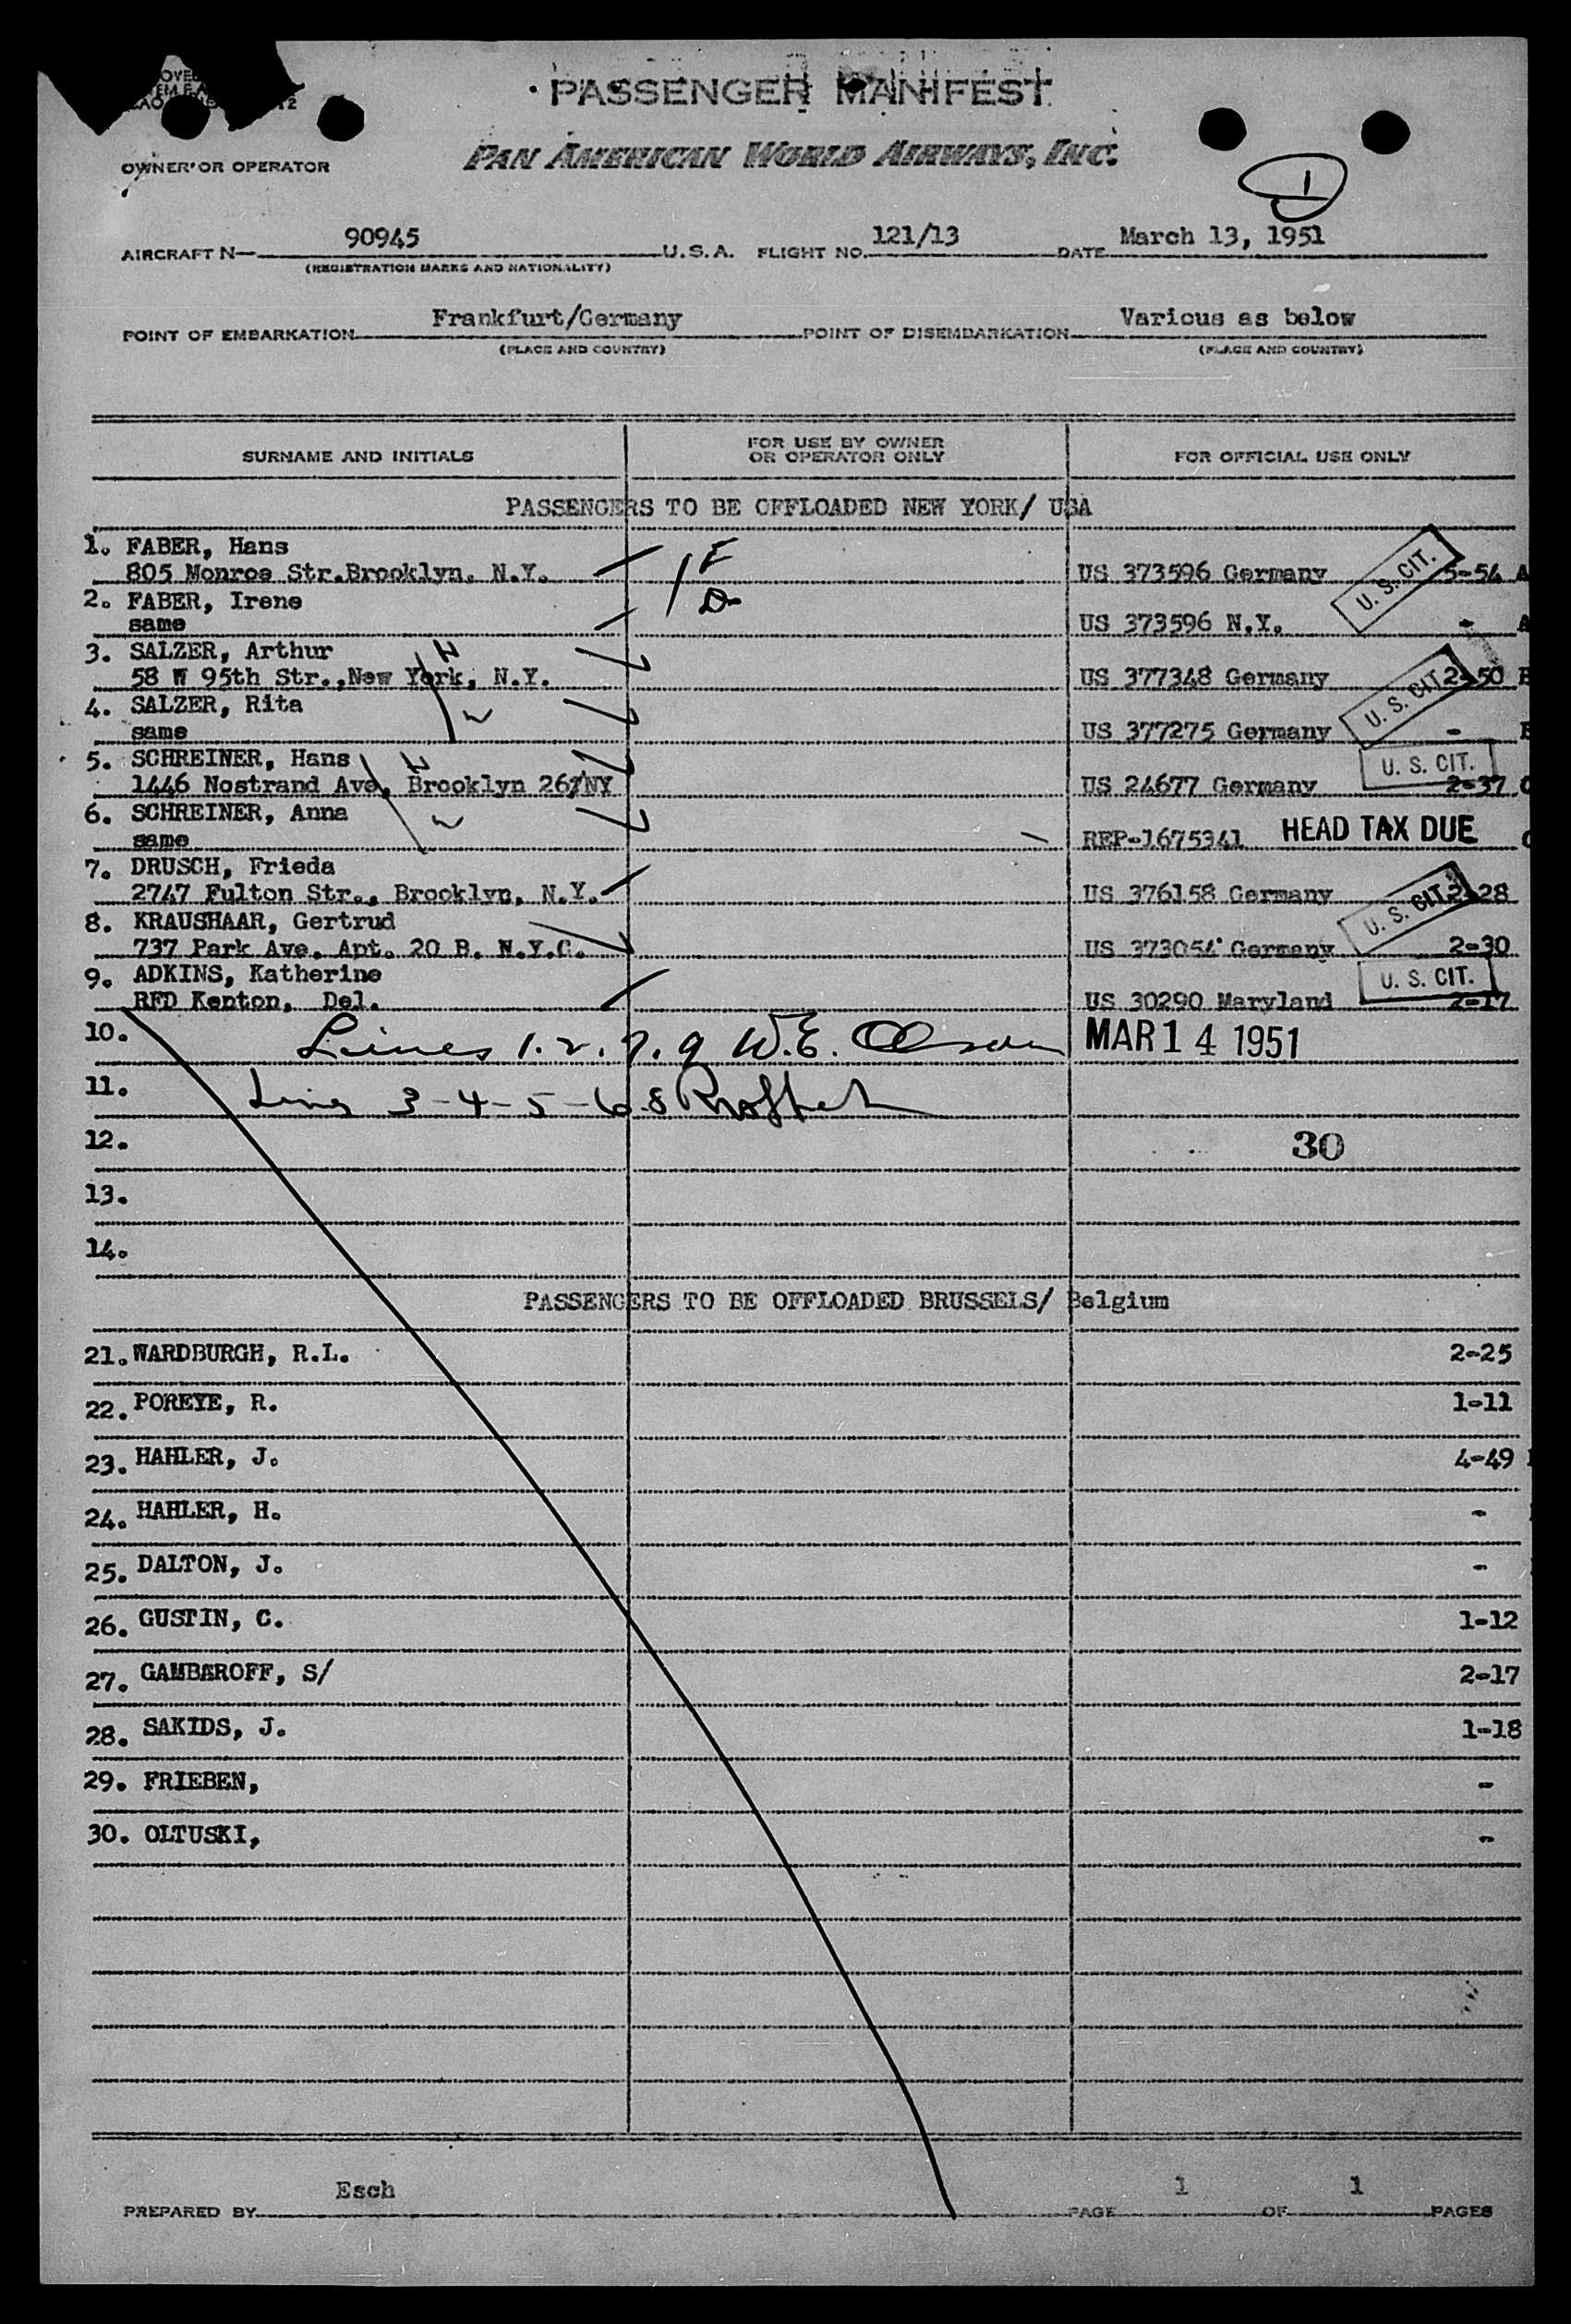 PASSENGER MANIFEST
PAN AMERICAN WORLD AIRWAYS, INC.
OWNER OR OPERATOR
1
AIRCRAFT N 90945 U.S.A. FLIGHT NO. 121/13 DATE March 13, 1951
(REGISTRATION MARKS AND NATIONALITY)
POINT OF EMBARKATION Frankfurt/Germany POINT OF DISEMBARKATION Various as below
(PLACE AND COUNTRY) (PLACE AND COUNTRY)
SURNAME AND INITIALS FOR USE BY OWNER OR OPERATOR ONLY FOR OFFICIAL USE ONLY
PASSENGERS TO BE OFFLOADED NEW YORK/ USA
1. FABER, Hans
805 Monroe Str.Brooklyn, N.Y. US 373596 Germany U. S. CIT. 5-54 A
2. FABER, Irene
same US 373596 N.Y. - A
3. SALZER, Arthur
58 W 95th Str.,New York, N.Y. US 377348 Germany U. S. CIT. 2-50 B
4. SALZER, Rita
same US 377275 Germany - B
5. SCHREINER, Hans
1446 Nostrand Ave, Brooklyn 26,NY US 24677 Germany U. S. CIT. 2-37 C
6. SCHREINER, Anna
same REP-1675341 HEAD TAX DUE C
7. DRUSCH, Frieda
2747 Fulton Str., Brooklyn, N.Y. US 376158 Germany U. S. CIT. 2-28
8. KRAUSHAAR, Gertrud
737 Park Ave. Apt. 20 B. N.Y.C. US 373054 Germany 2-30
9. ADKINS, Katherine U. S. CIT.
RFD Kenton, Del. US 30290 Maryland 2-17
10. Lines 1. 2. 7. 9 W.E. Olson MAR 14 1951
11. Lines 3-4-5-6-8
12. 30
13.
14.
PASSENGERS TO BE OFFLOADED BRUSSELS/ Belgium
21. WARDBURGH, R.L. 2-25
22. POREYE, R. 1-11
23. HAHLER, J. 4-49
24. HAHLER, H. -
25. DALTON, J. -
26. GUSTIN, C. 1-12
27. GAMBAROFF, S/ 2-17
28. SAKIDS, J. 1-18
29. FRIEBEN, -
30. OLTUSKI, -
PREPARED BY Esch PAGE 1 OF 1 PAGES